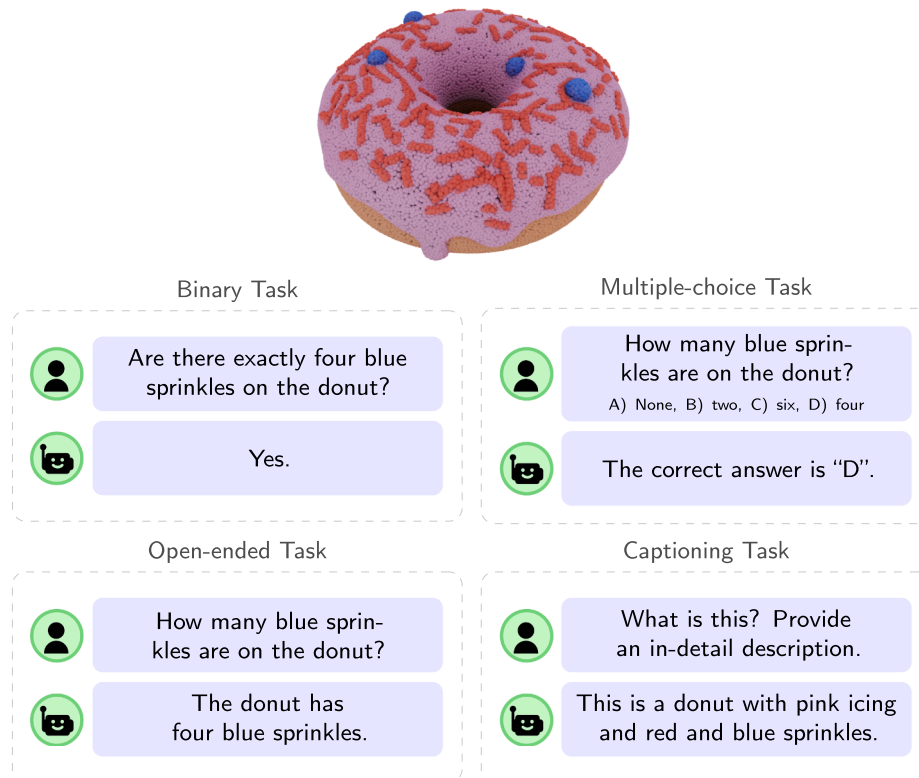 Binary Task
Are there exactly four blue
sprinkles on the donut?
Yes.
Multiple-choice Task
How many blue sprin-
kles are on the donut?
A) None, B) two, C) six, D) four
The correct answer is “D”.
Open-ended Task
How many blue sprin-
kles are on the donut?
The donut has
four blue sprinkles.
Captioning Task
What is this? Provide
an in-detail description.
This is a donut with pink icing
and red and blue sprinkles.